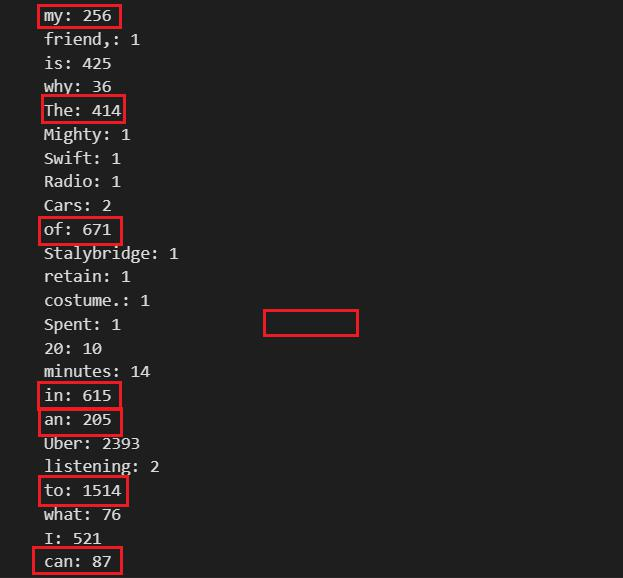 my: 256
friend,: 1
is: 425
why: 36
The: 414
Mighty: 1
Swift: 1
Radio: 1
Cars: 2
of: 671
Stalybridge: 1
retain: 1
costume.: 1
Spent: 1
20: 10
minutes: 14
in: 615
an: 205
Uber: 2393
listening: 2
to: 1514
what: 76
I: 521
can: 87